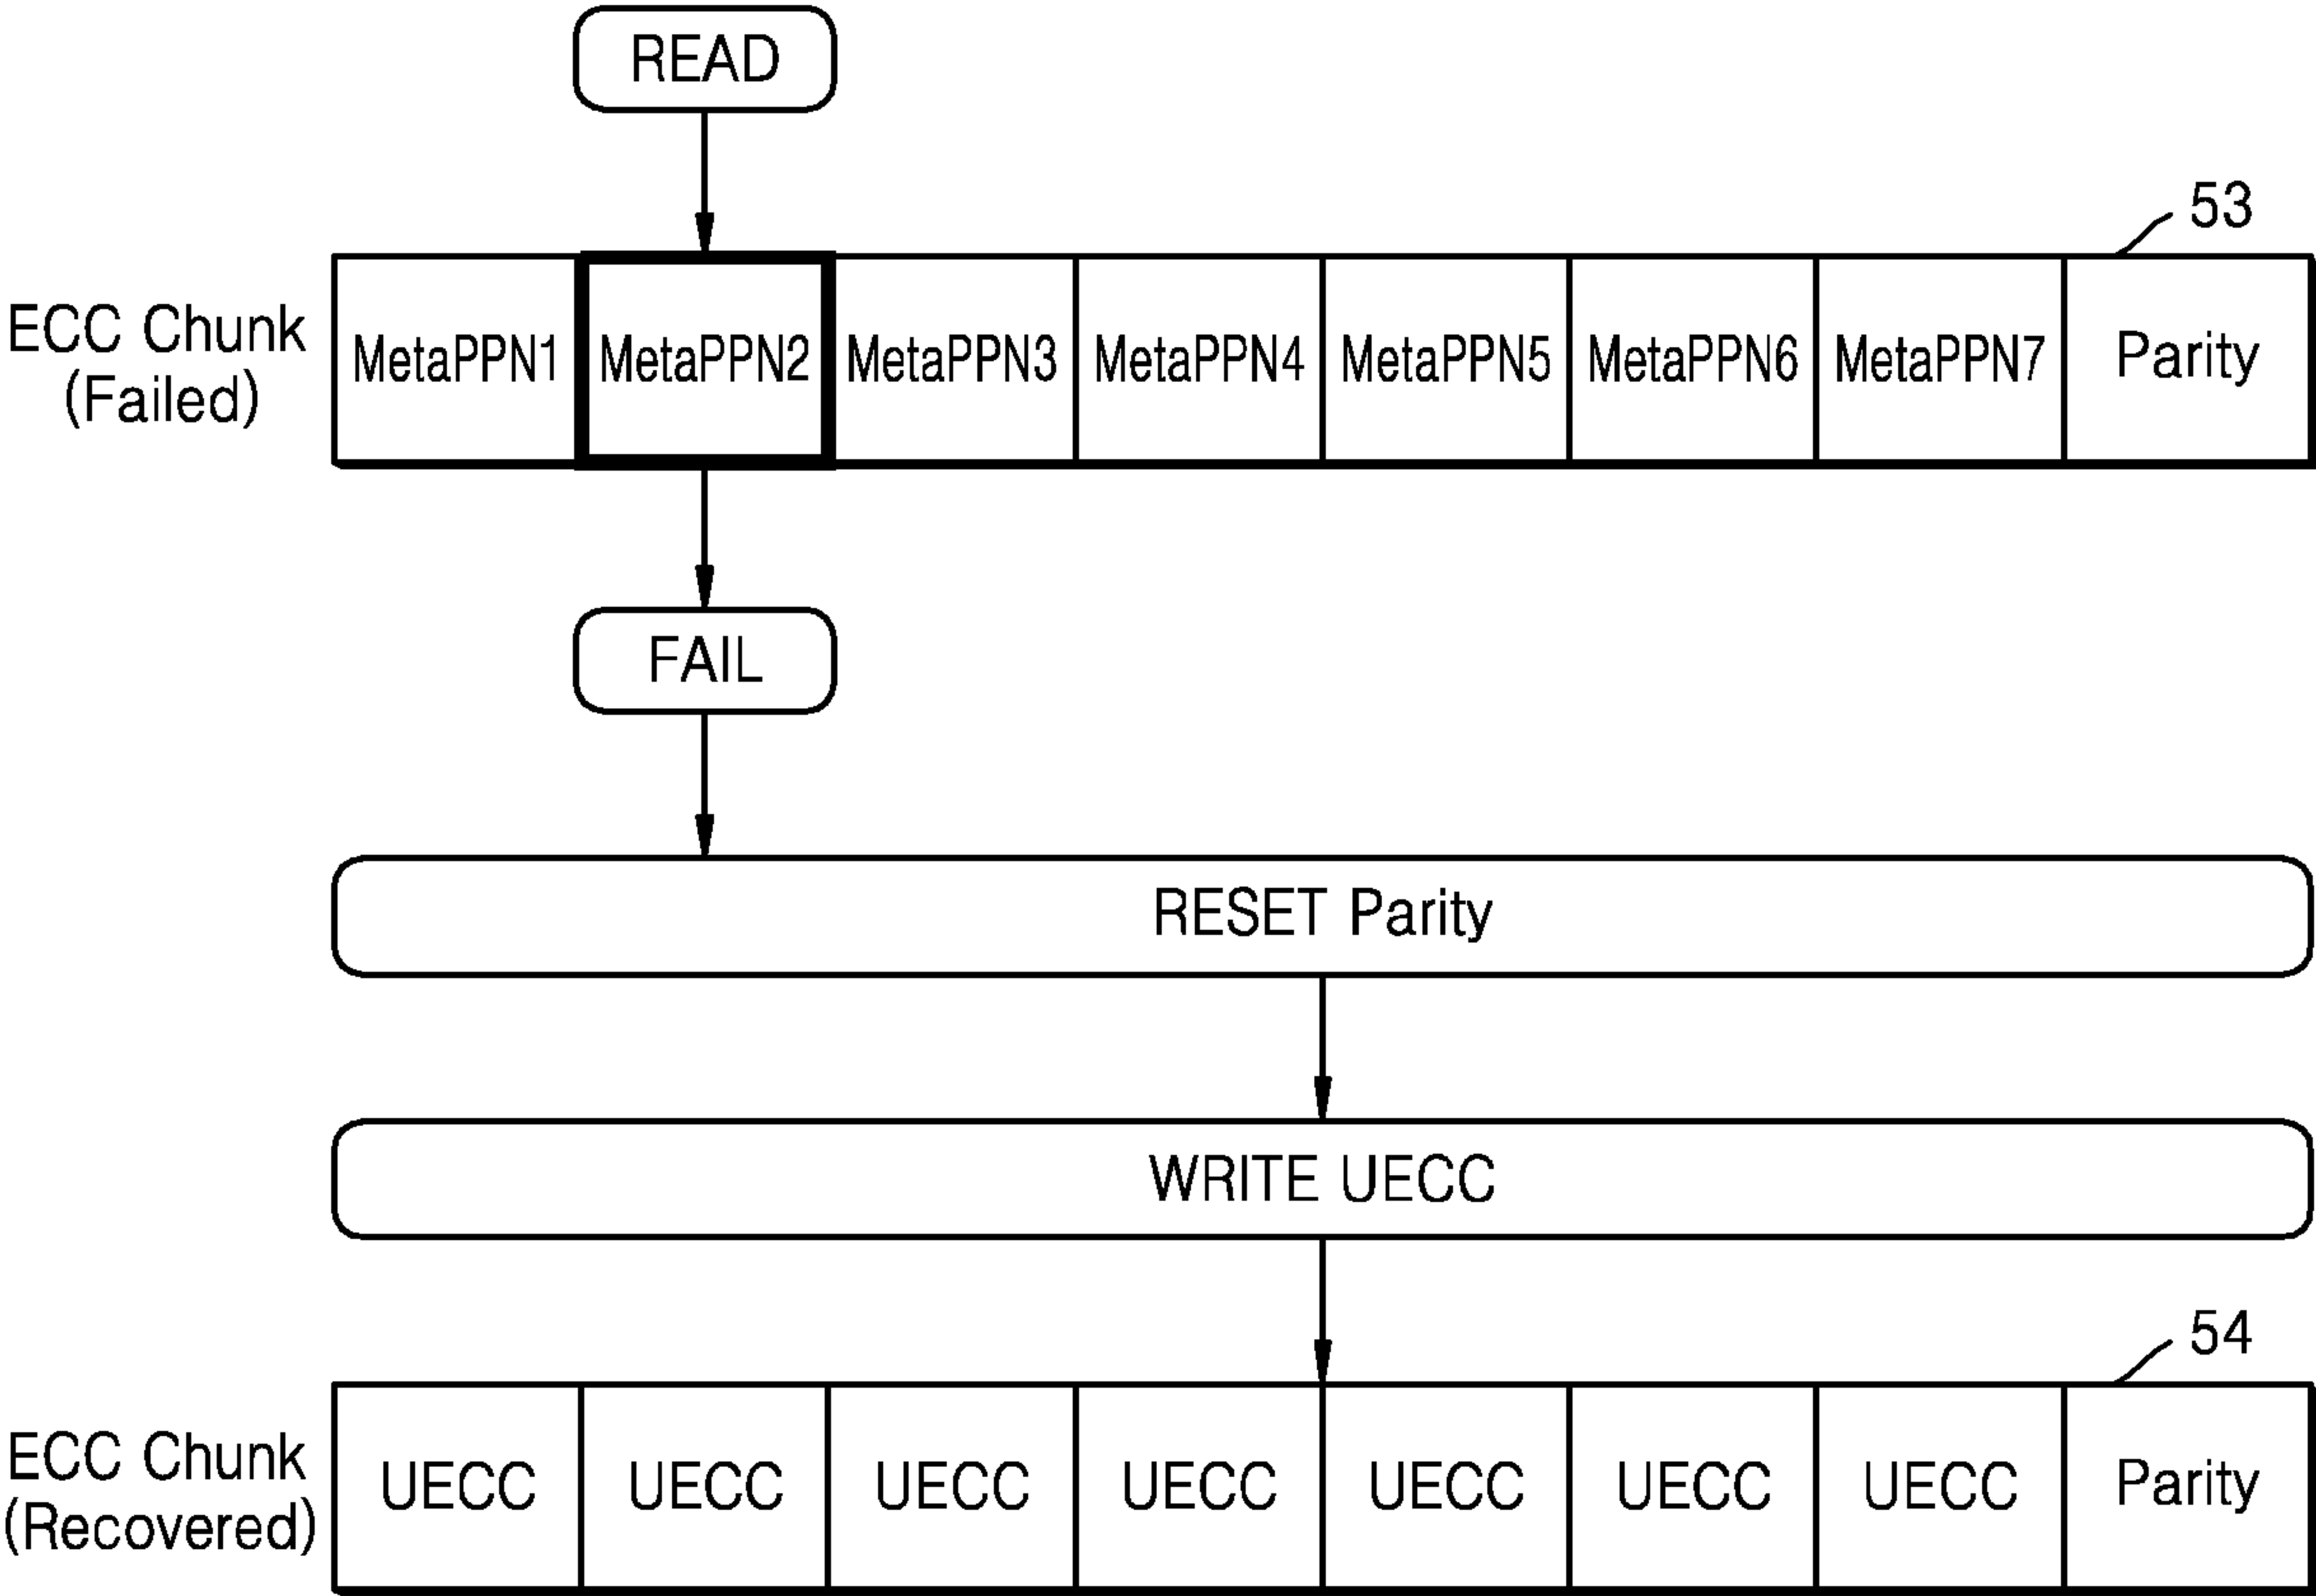 READ
53
ECC Chunk
(Failed)
MetaPPN1 MetaPPN2 MetaPPN3 MetaPPN4 MetaPPN5 MetaPPN6 MetaPPN7 Parity
FAIL
RESET Parity
WRITE UECC
54
ECC Chunk
(Recovered)
UECC UECC UECC UECC UECC UECC UECC Parity